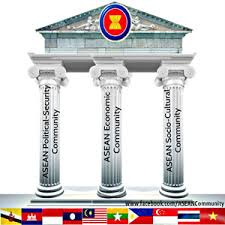 ASEAN Political-Security
Community
ASEAN Economic
Community
ASEAN Socio-Cultural
Community
www.facebook.com/ASEANCommunity